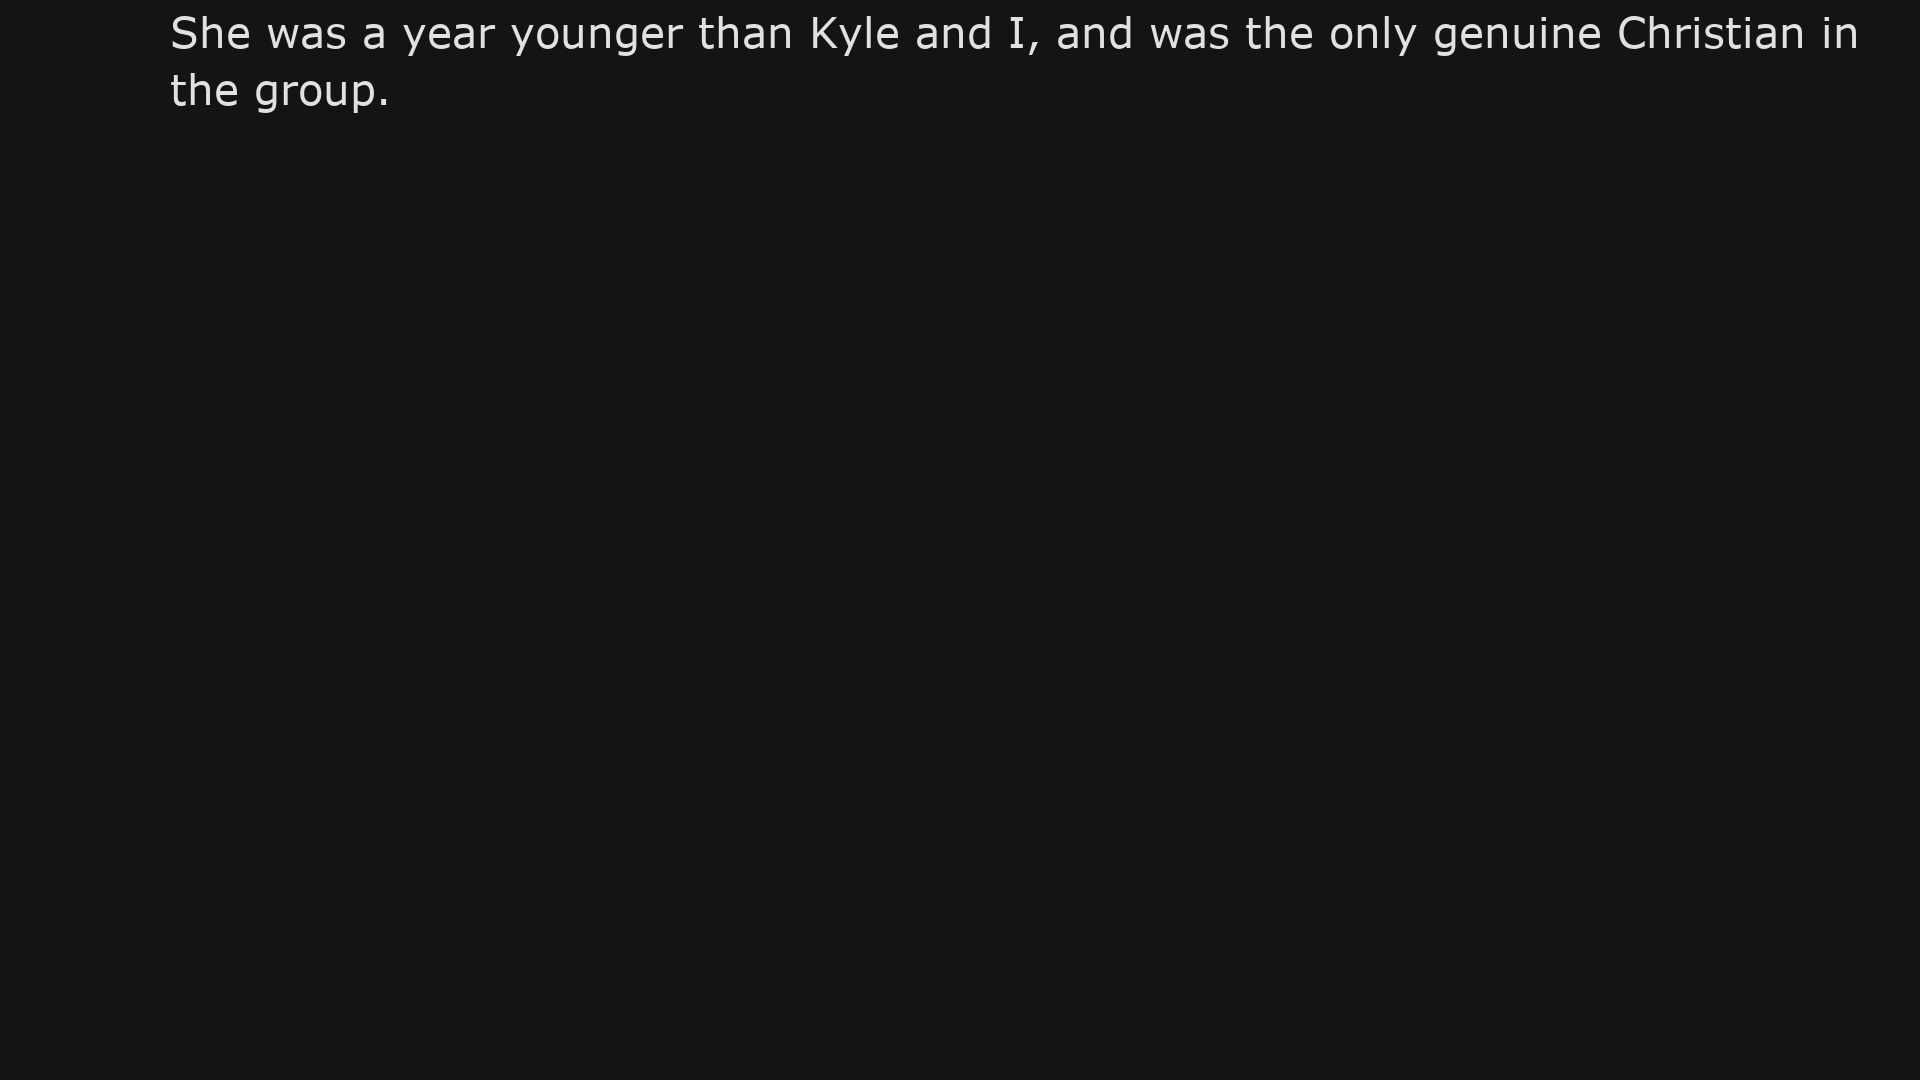 She was a year younger than Kyle and I, and was the only genuine Christian in
the group.